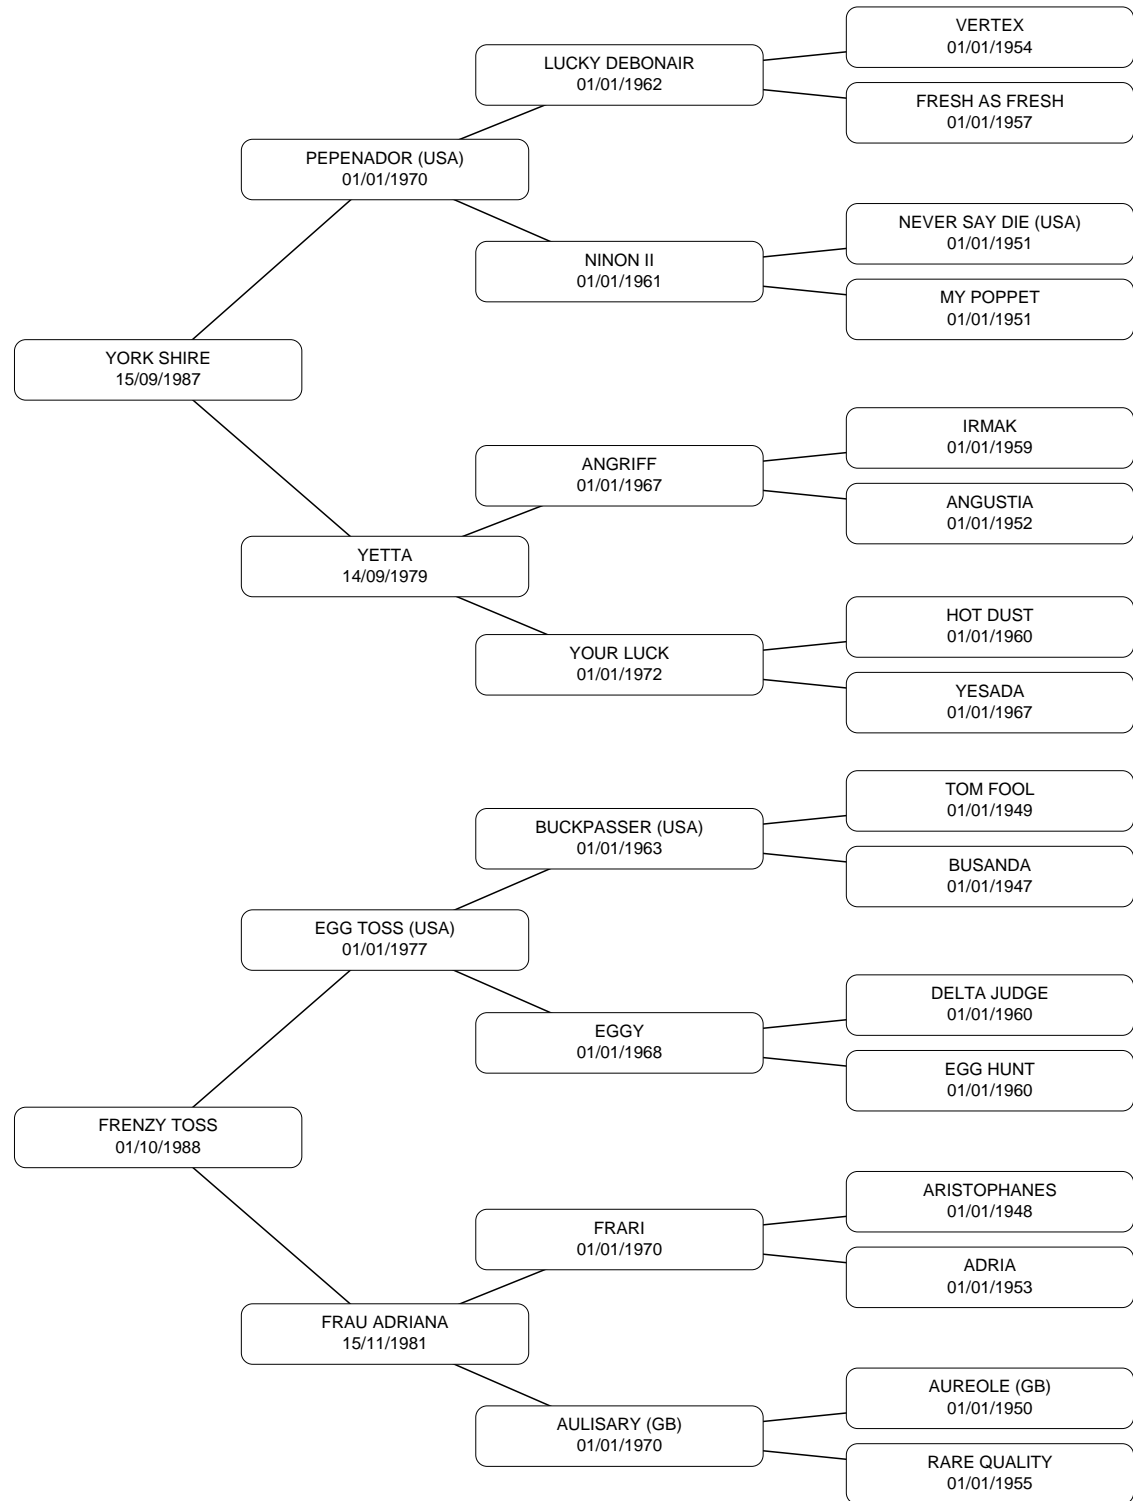 VERTEX
01/01/1954
LUCKY DEBONAIR
01/01/1962
FRESH AS FRESH
01/01/1957
PEPENADOR (USA)
01/01/1970
NEVER SAY DIE (USA)
01/01/1951
NINON II
01/01/1961
MY POPPET
01/01/1951
YORK SHIRE
15/09/1987
IRMAK
01/01/1959
ANGRIFF
01/01/1967
ANGUSTIA
01/01/1952
YETTA
14/09/1979
HOT DUST
01/01/1960
YOUR LUCK
01/01/1972
YESADA
01/01/1967
TOM FOOL
01/01/1949
BUCKPASSER (USA)
01/01/1963
BUSANDA
01/01/1947
EGG TOSS (USA)
01/01/1977
DELTA JUDGE
01/01/1960
EGGY
01/01/1968
EGG HUNT
01/01/1960
FRENZY TOSS
01/10/1988
ARISTOPHANES
01/01/1948
FRARI
01/01/1970
ADRIA
01/01/1953
FRAU ADRIANA
15/11/1981
AUREOLE (GB)
01/01/1950
AULISARY (GB)
01/01/1970
RARE QUALITY
01/01/1955